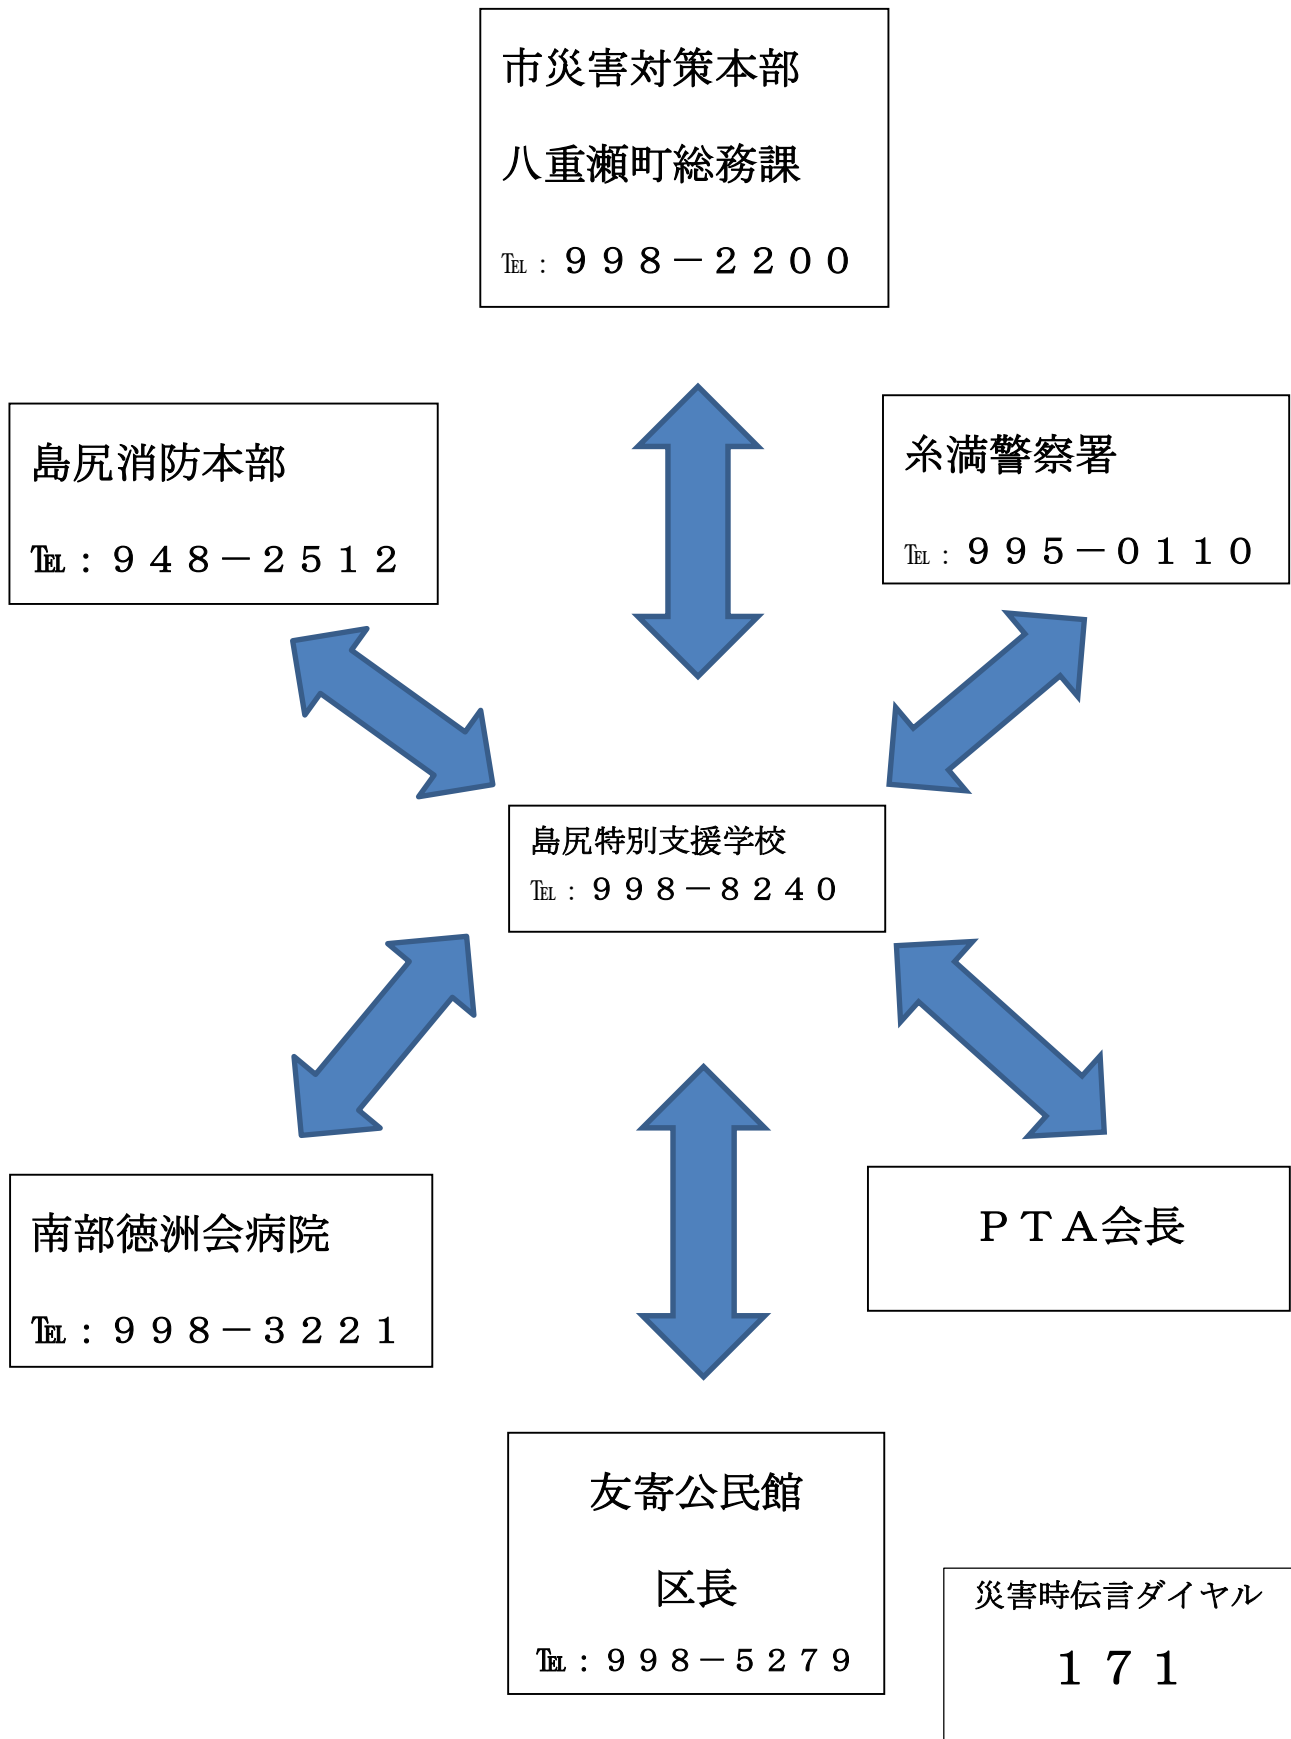 市災害対策本部
八重瀬町総務課
℡：９９８－２２００
島尻消防本部
℡：９４８－２５１２
糸満警察署
℡：９９５－０１１０
島尻特別支援学校
℡：９９８－８２４０
南部徳洲会病院
℡：９９８－３２２１
ＰＴＡ会長
友寄公民館
区長
℡：９９８－５２７９
災害時伝言ダイヤル
１７１